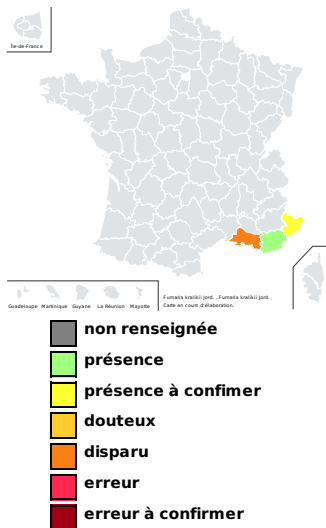 Île-de-France
Guadeloupe Martinique Guyane La Réunion Mayotte
Fumaria kralikii Jord. , Fumaria kralikii Jord.
Carte en cours d'élaboration.
non renseignée
présence
présence à confimer
douteux
disparu
erreur
erreur à confirmer